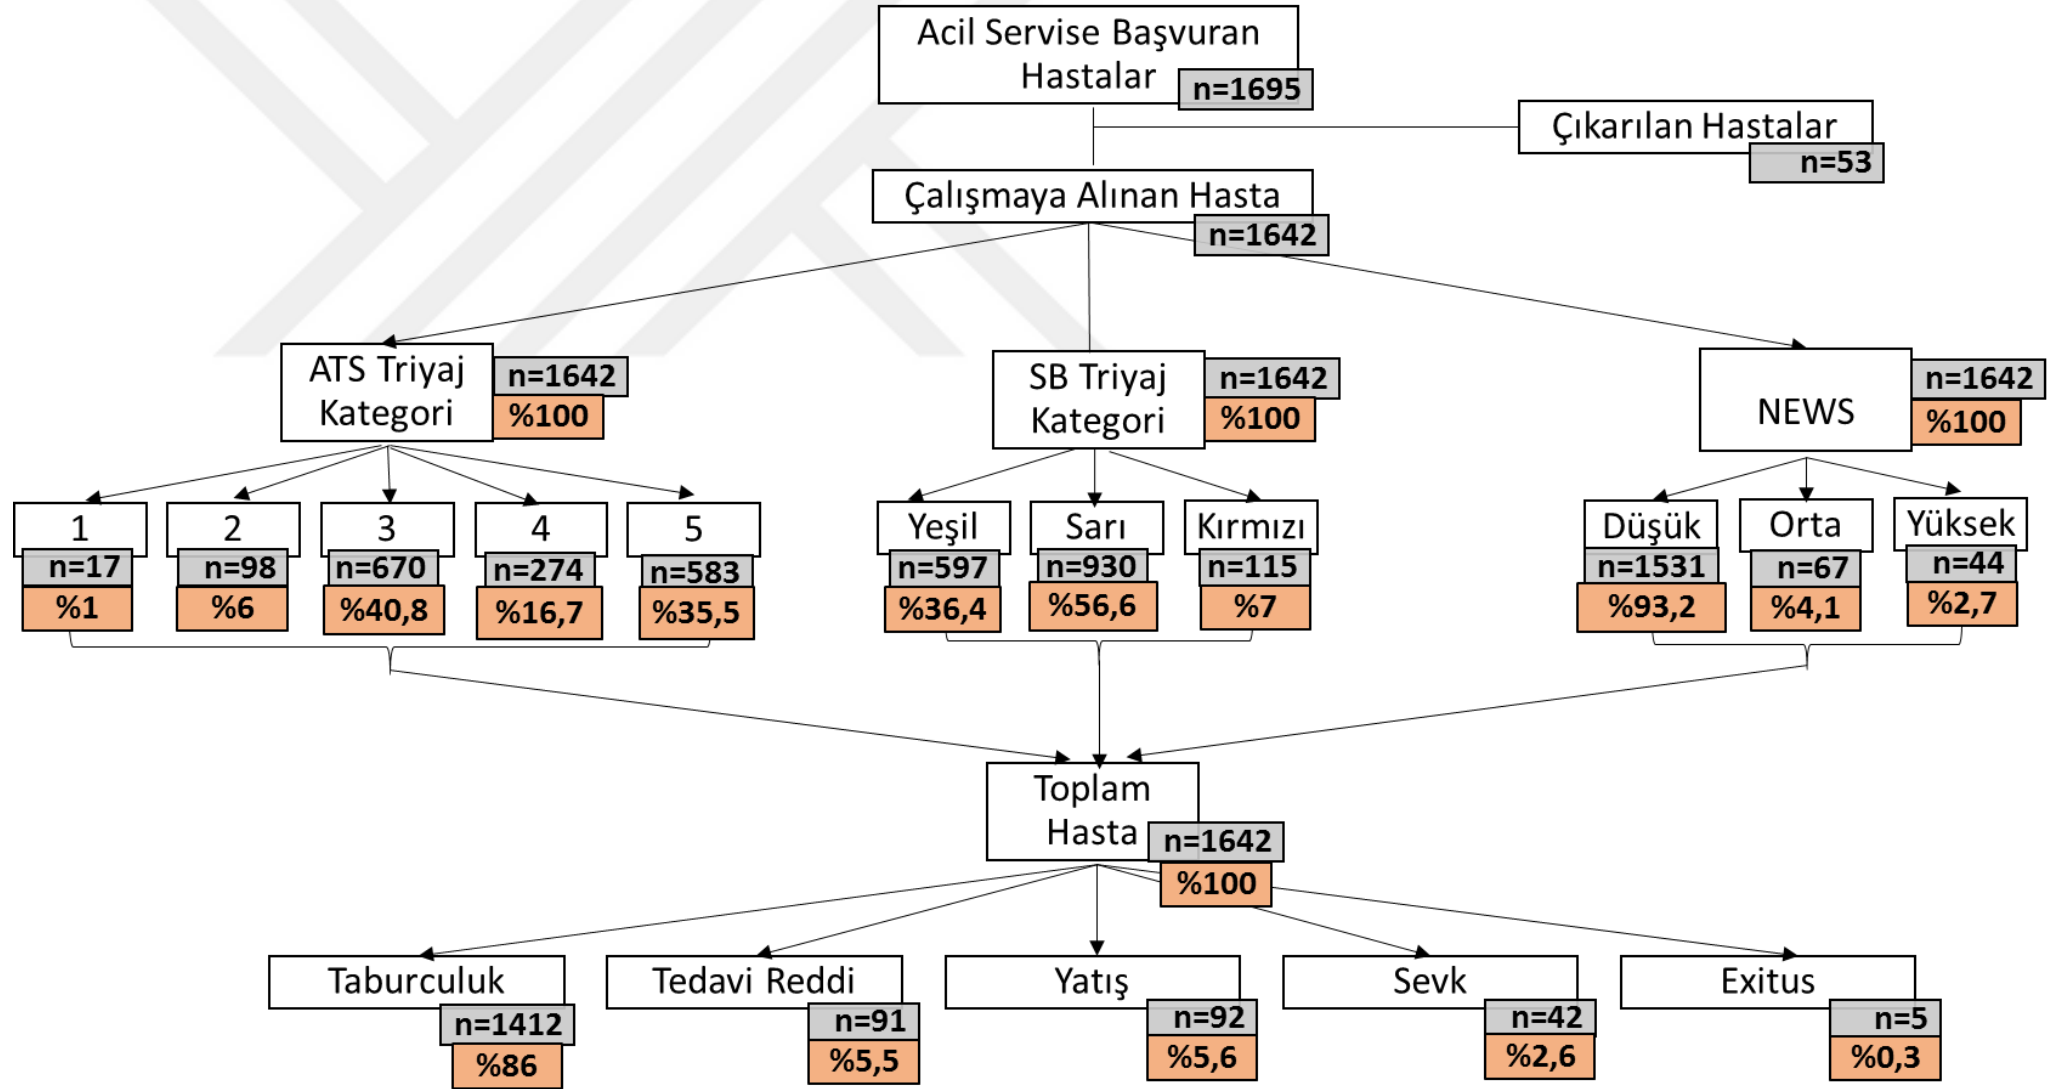 Acil Servise Başvuran
Hastalar
n=1695
Çıkarılan Hastalar
n=53
Çalışmaya Alınan Hasta
n=1642
ATS Triyaj
Kategori
n=1642
%100
SB Triyaj
Kategori
n=1642
%100
NEWS
n=1642
%100
1
n=17
%1
2
n=98
%6
3
n=670
%40,8
4
n=274
%16,7
5
n=583
%35,5
Yeşil
n=597
%36,4
Sarı
n=930
%56,6
Kırmızı
n=115
%7
Düşük
n=1531
%93,2
Orta
n=67
%4,1
Yüksek
n=44
%2,7
Toplam
Hasta
n=1642
%100
Taburculuk
n=1412
%86
Tedavi Reddi
n=91
%5,5
Yatış
n=92
%5,6
Sevk
n=42
%2,6
Exitus
n=5
%0,3